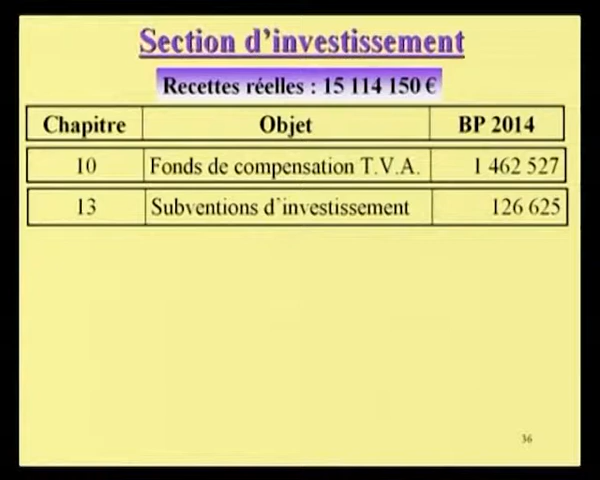 Section d'investissement
Recettes réelles : 15 114 150 €
Chapitre Objet BP 2014
10 Fonds de compensation T.V.A. 1 462 527
13 Subventions d'investissement 126 625
36